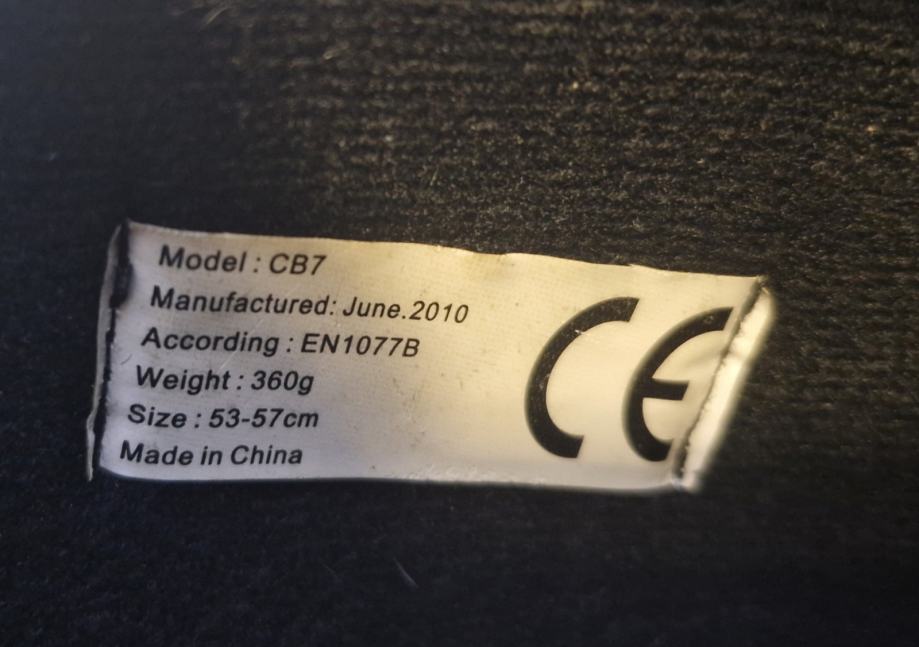 Model : CB7
Manufactured: June.2010
According : EN1077B
Weight : 360g
Size : 53-57cm
Made in China
CE